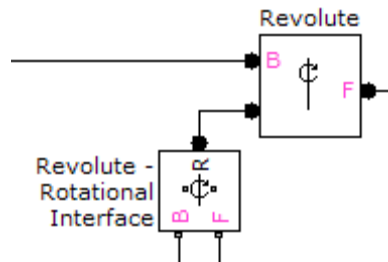 Revolute
B
F
Revolute -
Rotational
Interface
R
B F